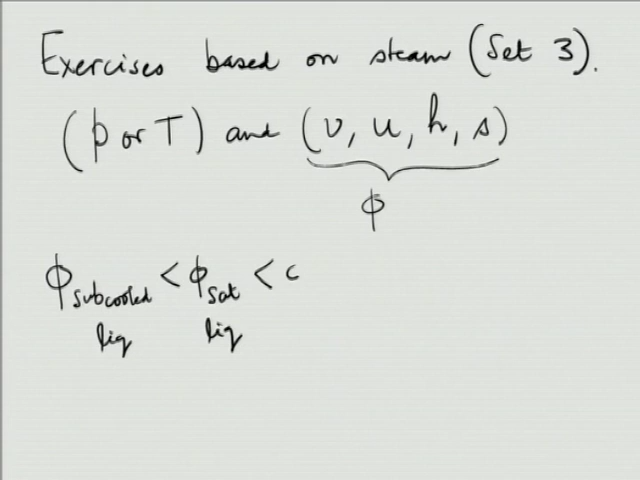 Exercises based on steam (Set 3).
(p or T) and (v, u, h, s)
ϕ
ϕsubcooled liq < ϕsat liq < c